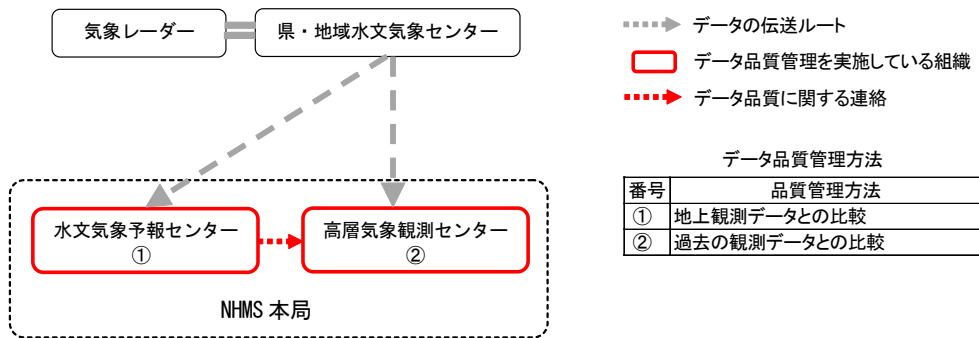 気象レーダー
県・地域水文気象センター
水文気象予報センター
①
高層気象観測センター
②
NHMS 本局
データの伝送ルート
データ品質管理を実施している組織
データ品質に関する連絡
データ品質管理方法
番号 品質管理方法
① 地上観測データとの比較
② 過去の観測データとの比較